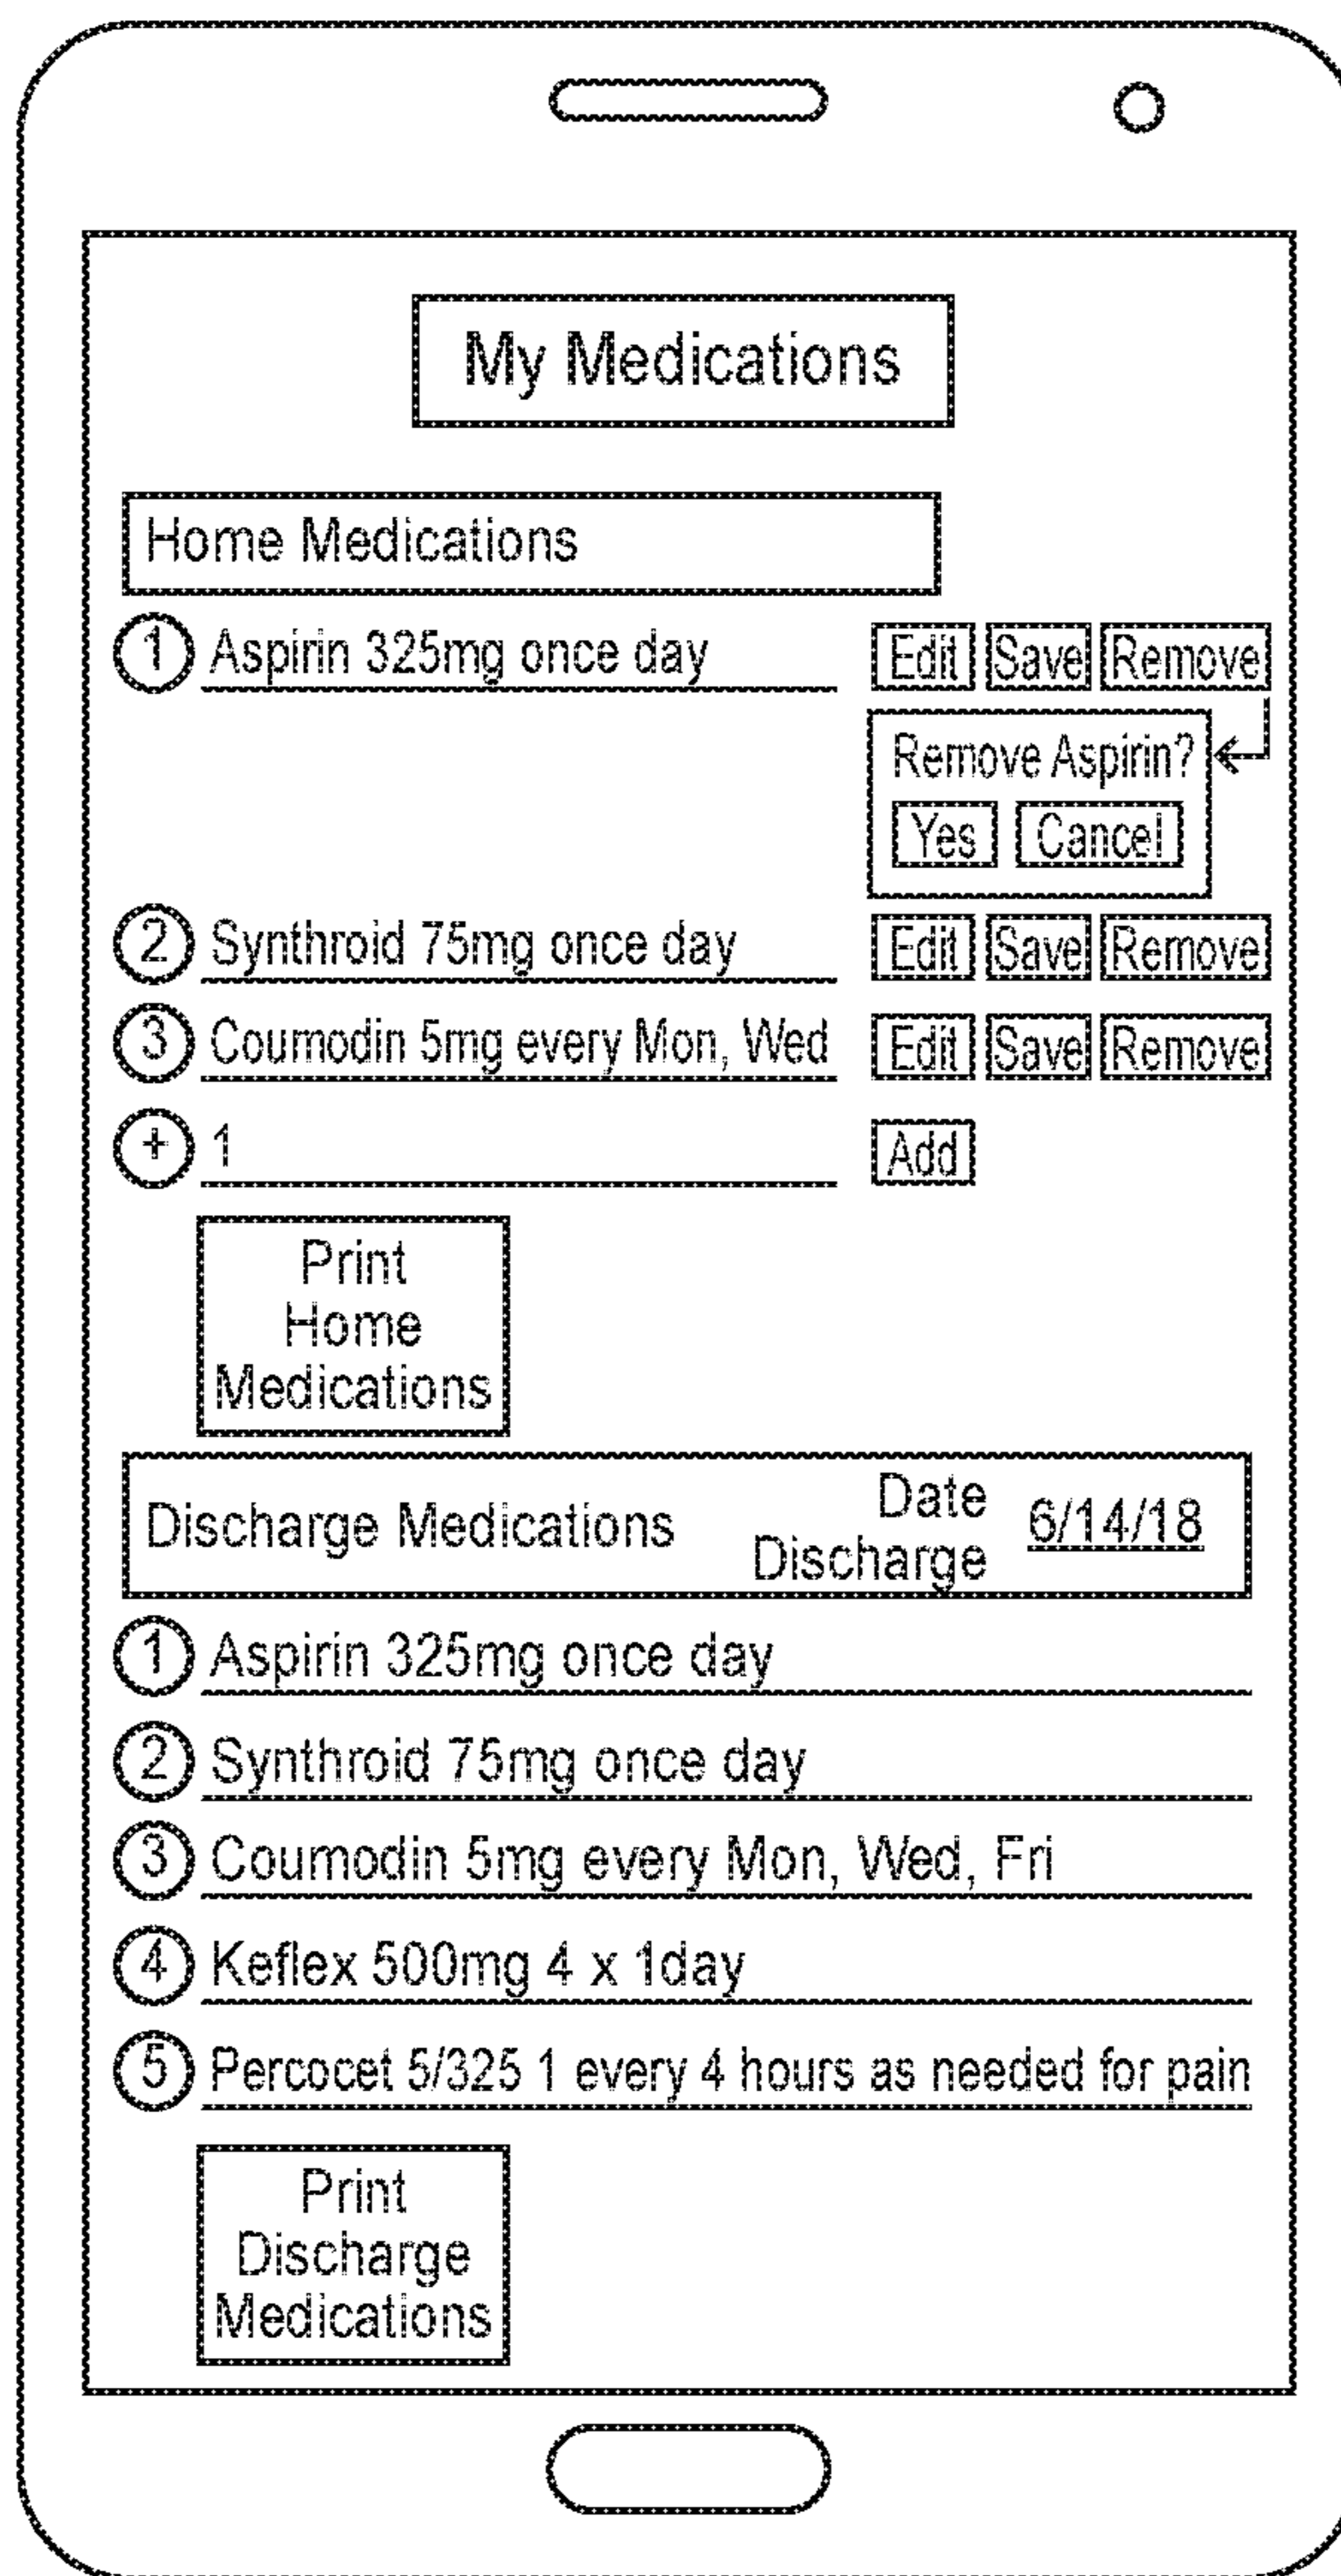 My Medications
Home Medications
1 Aspirin 325mg once day Edit Save Remove
Remove Aspirin?
Yes Cancel
2 Synthroid 75mg once day Edit Save Remove
3 Coumodin 5mg every Mon, Wed Edit Save Remove
+ 1 Add
Print
Home
Medications
Discharge Medications Date Discharge 6/14/18
1 Aspirin 325mg once day
2 Synthroid 75mg once day
3 Coumodin 5mg every Mon, Wed, Fri
4 Keflex 500mg 4 x 1day
5 Percocet 5/325 1 every 4 hours as needed for pain
Print
Discharge
Medications